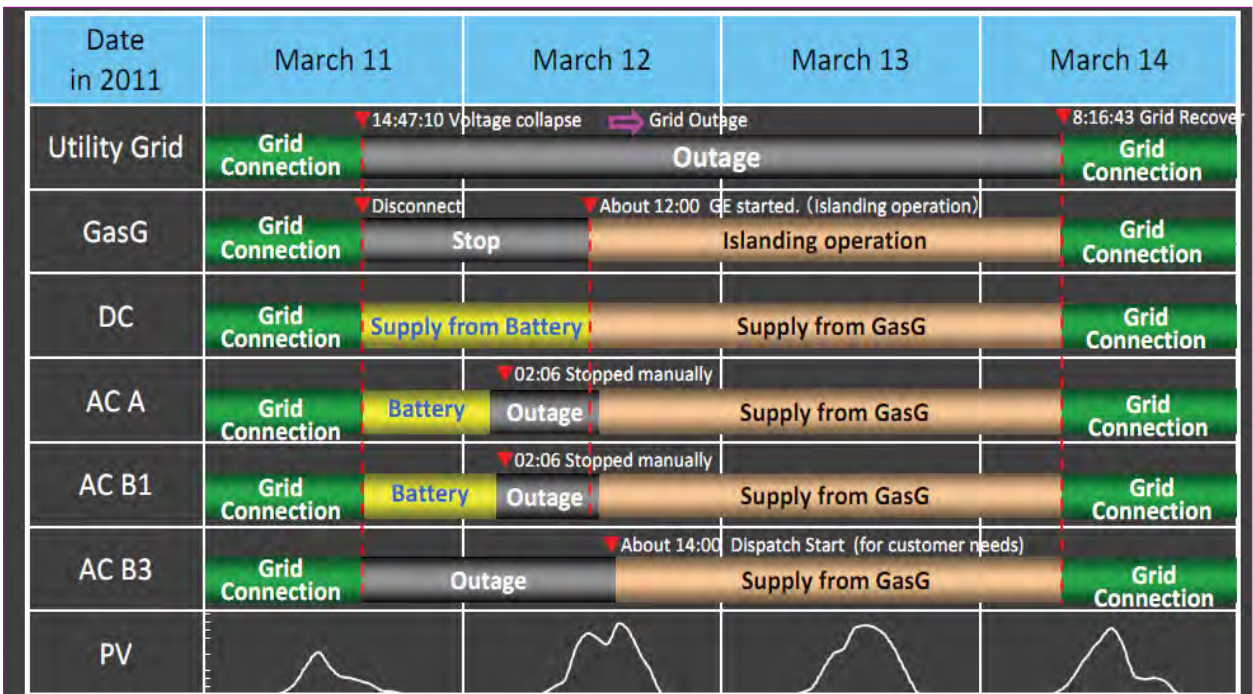 Date
in 2011
March 11
March 12
March 13
March 14
Utility Grid
14:47:10 Voltage collapse
Grid Outage
8:16:43 Grid Recover
Grid
Connection
Outage
Grid
Connection
GasG
Disconnect
About 12:00 GE started. (Islanding operation)
Grid
Connection
Stop
Islanding operation
Grid
Connection
DC
Grid
Connection
Supply from Battery
Supply from GasG
Grid
Connection
AC A
02:06 Stopped manually
Grid
Connection
Battery
Outage
Supply from GasG
Grid
Connection
AC B1
02:06 Stopped manually
Grid
Connection
Battery
Outage
Supply from GasG
Grid
Connection
AC B3
About 14:00 Dispatch Start (for customer needs)
Grid
Connection
Outage
Supply from GasG
Grid
Connection
PV